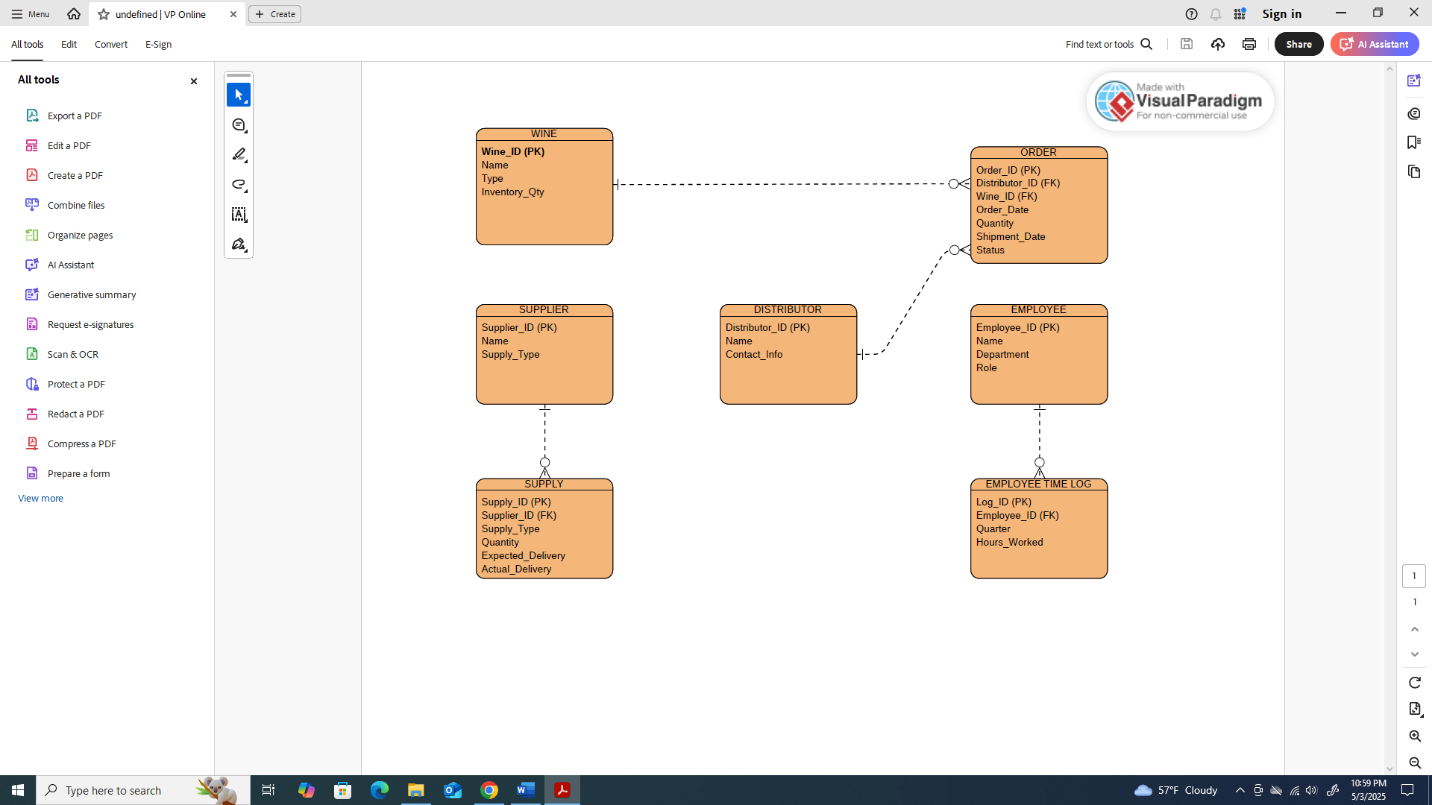 Menu
undefined | VP Online
Create
Sign in
All tools
Edit
Convert
E-Sign
Find text or tools
Share
AI Assistant
All tools
Export a PDF
Edit a PDF
Create a PDF
Combine files
Organize pages
AI Assistant
Generative summary
Request e-signatures
Scan & OCR
Protect a PDF
Redact a PDF
Compress a PDF
Prepare a form
View more
Made with
Visual Paradigm
For non-commercial use
WINE
Wine_ID (PK)
Name
Type
Inventory_Qty
ORDER
Order_ID (PK)
Distributor_ID (FK)
Wine_ID (FK)
Order_Date
Quantity
Shipment_Date
Status
SUPPLIER
Supplier_ID (PK)
Name
Supply_Type
DISTRIBUTOR
Distributor_ID (PK)
Name
Contact_Info
EMPLOYEE
Employee_ID (PK)
Name
Department
Role
SUPPLY
Supply_ID (PK)
Supplier_ID (FK)
Supply_Type
Quantity
Expected_Delivery
Actual_Delivery
EMPLOYEE TIME LOG
Log_ID (PK)
Employee_ID (FK)
Quarter
Hours_Worked
1
1
Type here to search
57°F Cloudy
10:59 PM
5/3/2025